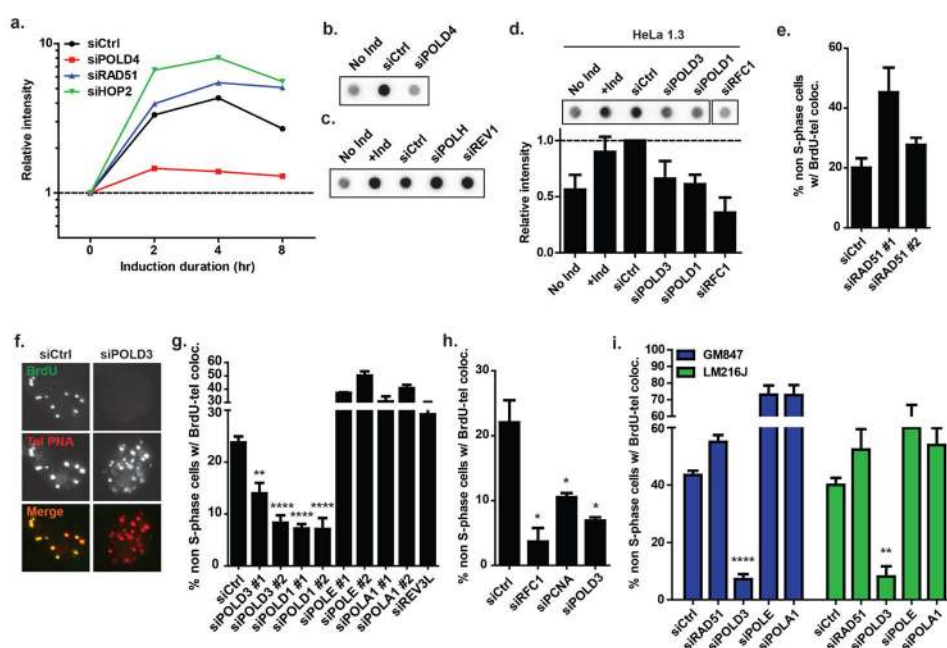 a.
siCtrl
siPOLD4
siRAD51
siHOP2
Relative intensity
10
1
0
2
4
8
Induction duration (hr)
b.
No Ind
siCtrl
siPOLD4
c.
No Ind
+Ind
siCtrl
siPOLH
siREV1
d.
HeLa 1.3
No Ind
+Ind
siCtrl
siPOLD3
siPOLD1
siRFC1
Relative intensity
1.0
0.5
0.0
No Ind
+Ind
siCtrl
siPOLD3
siPOLD1
siRFC1
e.
% non S-phase cells
w/ BrdU-tel coloc.
60
40
20
0
siCtrl
siRAD51 #1
siRAD51 #2
f.
siCtrl
siPOLD3
BrdU
Tel PNA
Merge
g.
% non S-phase cells w/ BrdU-tel coloc.
60
50
40
30
30
20
10
0
**
****
****
****
siCtrl
siPOLD3 #1
siPOLD3 #2
siPOLD1 #1
siPOLD1 #2
siPOLE #1
siPOLE #2
siPOLA1 #1
siPOLA1 #2
siREV3L
h.
% non S-phase cells w/ BrdU-tel coloc.
30
20
10
0
*
*
*
siCtrl
siRFC1
siPCNA
siPOLD3
i.
GM847
LM216J
% non S-phase cells w/ BrdU-tel coloc.
100
90
80
70
60
60
40
20
0
****
**
siCtrl
siRAD51
siPOLD3
siPOLE
siPOLA1
siCtrl
siRAD51
siPOLD3
siPOLE
siPOLA1